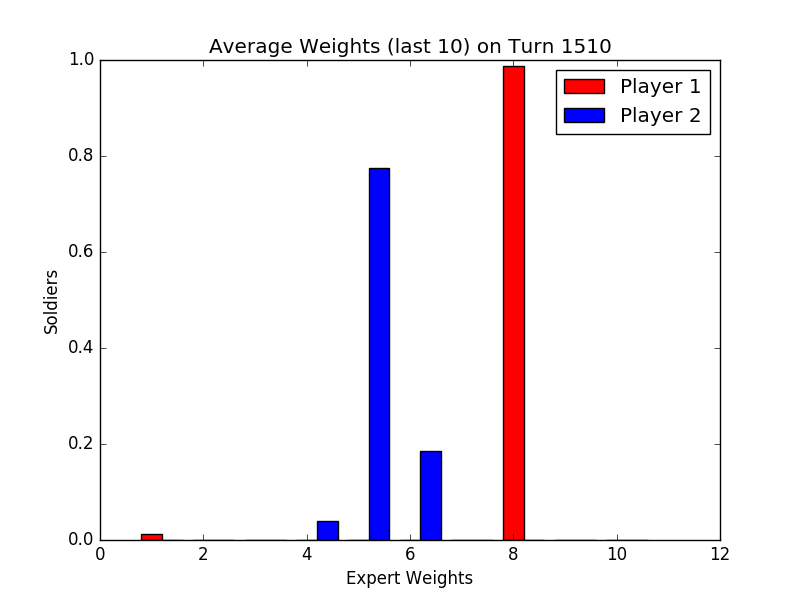 Average Weights (last 10) on Turn 1510
1.0
0.8
0.6
0.4
0.2
0.0
Soldiers
Player 1
Player 2
0 2 4 6 8 10 12
Expert Weights